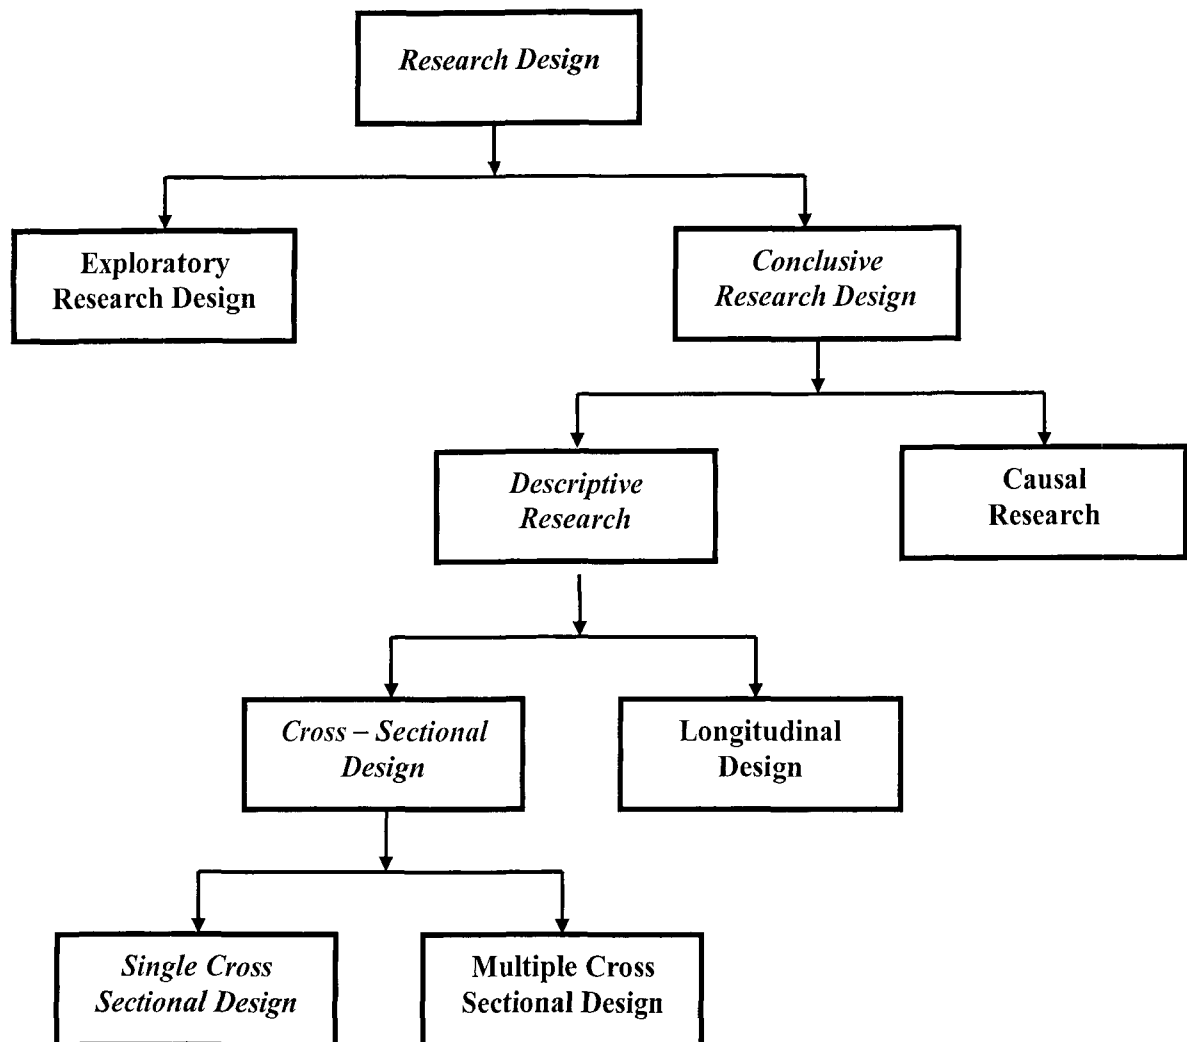 Research Design
Exploratory
Research Design
Conclusive
Research Design
Descriptive
Research
Causal
Research
Cross – Sectional
Design
Longitudinal
Design
Single Cross
Sectional Design
Multiple Cross
Sectional Design